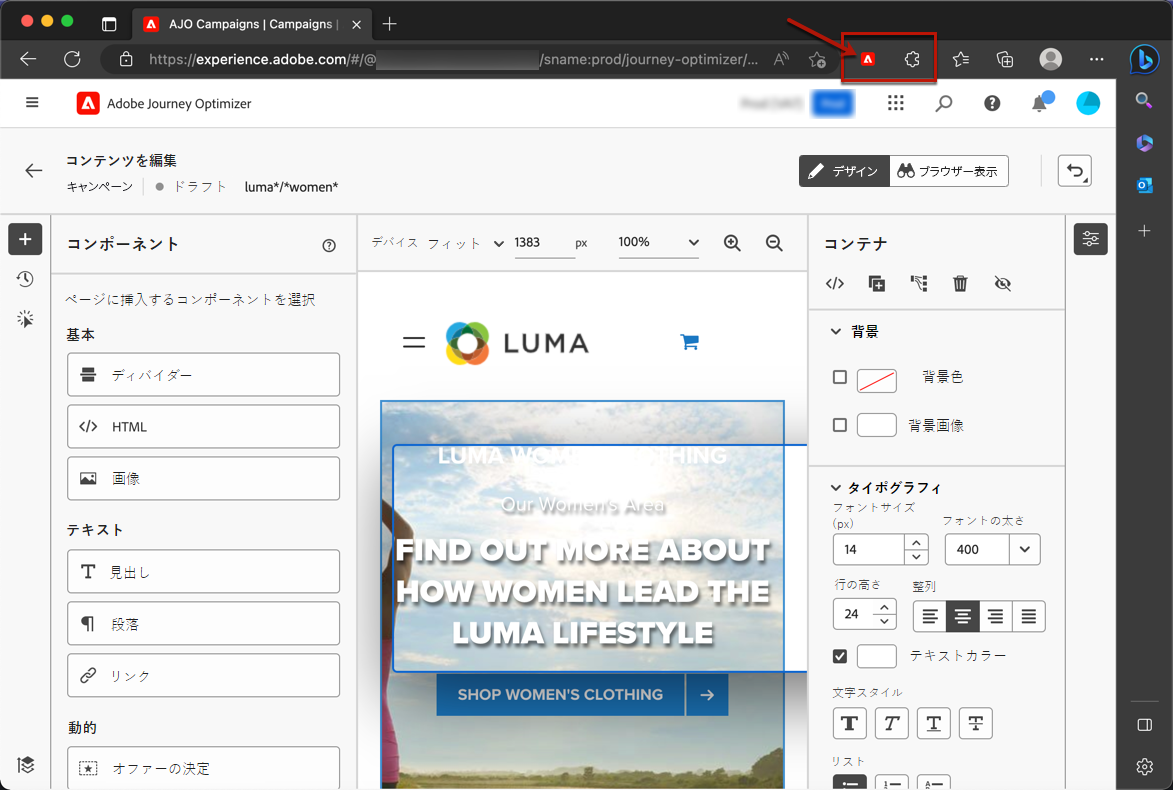 AJO Campaigns | Campaigns |
https://experience.adobe.com/#/@ /sname:prod/journey-optimizer/...
Adobe Journey Optimizer
コンテンツを編集
キャンペーン ドラフト luma*/*women*
デザイン ブラウザー表示
コンポーネント
デバイス フィット 1383 px 100%
コンテナ
ページに挿入するコンポーネントを選択
基本
ディバイダー
HTML
画像
テキスト
見出し
段落
リンク
動的
オファーの決定
LUMA
LUMA WOMEN'S CLOTHING
Our Women's Area
FIND OUT MORE ABOUT
HOW WOMEN LEAD THE
LUMA LIFESTYLE
SHOP WOMEN'S CLOTHING
背景
背景色
背景画像
タイポグラフィ
フォントサイズ
(px)
フォントの太さ
14 400
行の高さ 整列
24
テキストカラー
文字スタイル
リスト